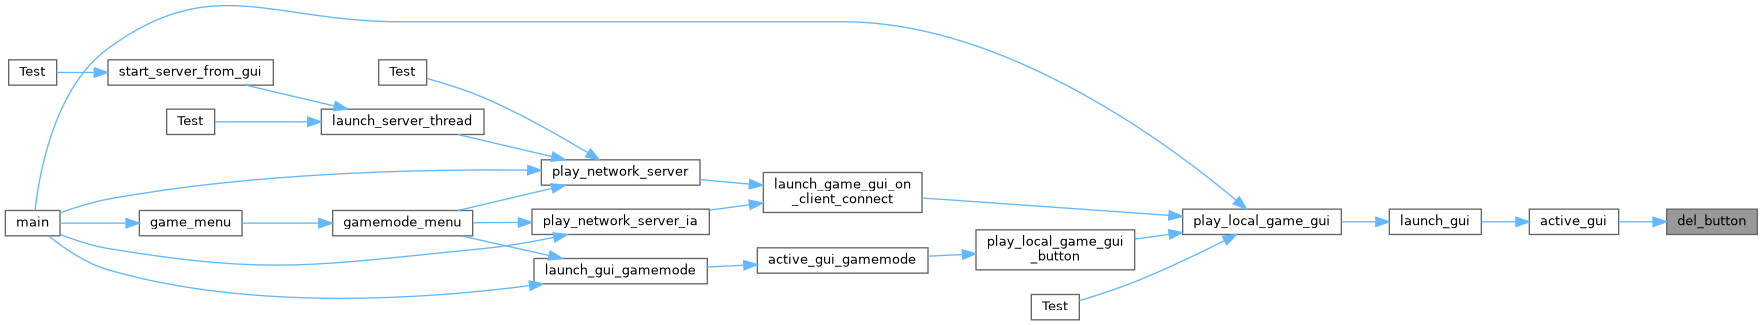 Test
start_server_from_gui
Test
Test
launch_server_thread
play_network_server
launch_game_gui_on
_client_connect
main
game_menu
gamemode_menu
play_network_server_ia
play_local_game_gui
launch_gui
active_gui
del_button
play_local_game_gui
_button
active_gui_gamemode
launch_gui_gamemode
Test